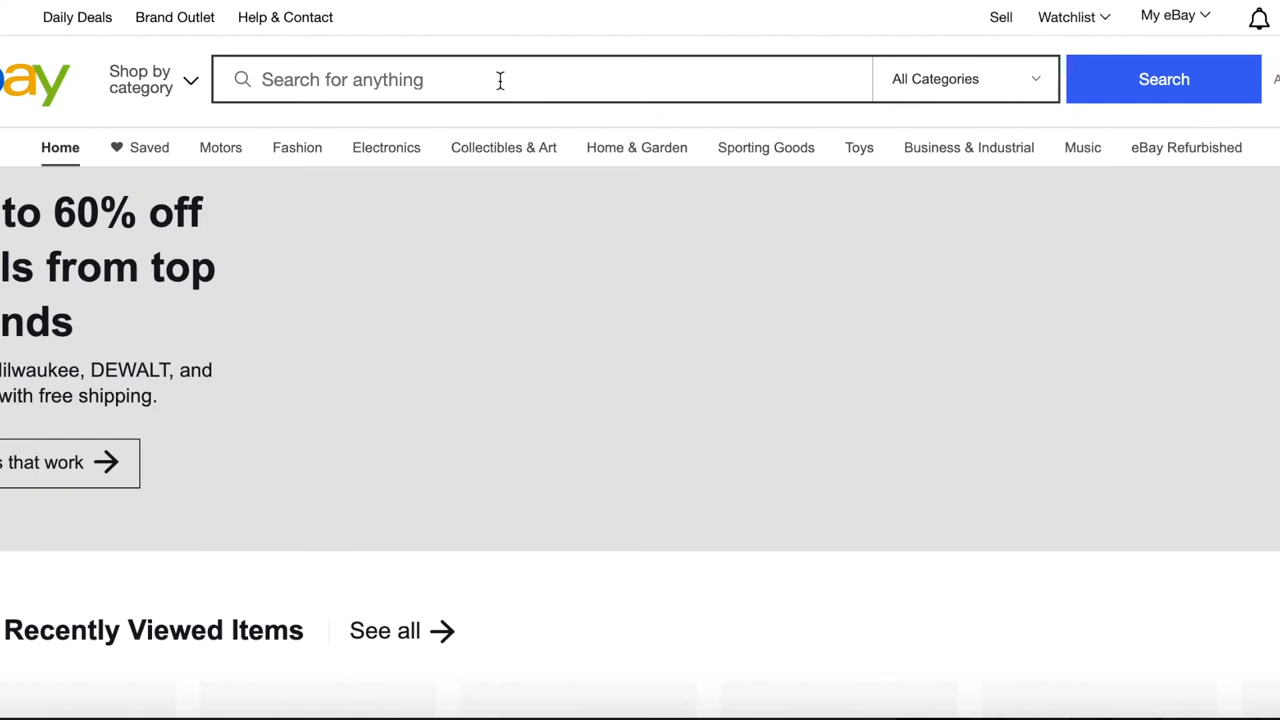 Daily Deals Brand Outlet Help & Contact Sell Watchlist My eBay
ay
Shop by
category
Search for anything
All Categories
Search
Home Saved Motors Fashion Electronics Collectibles & Art Home & Garden Sporting Goods Toys Business & Industrial Music eBay Refurbished
to 60% off
ls from top
nds
ilwaukee, DEWALT, and
with free shipping.
s that work
Recently Viewed Items See all